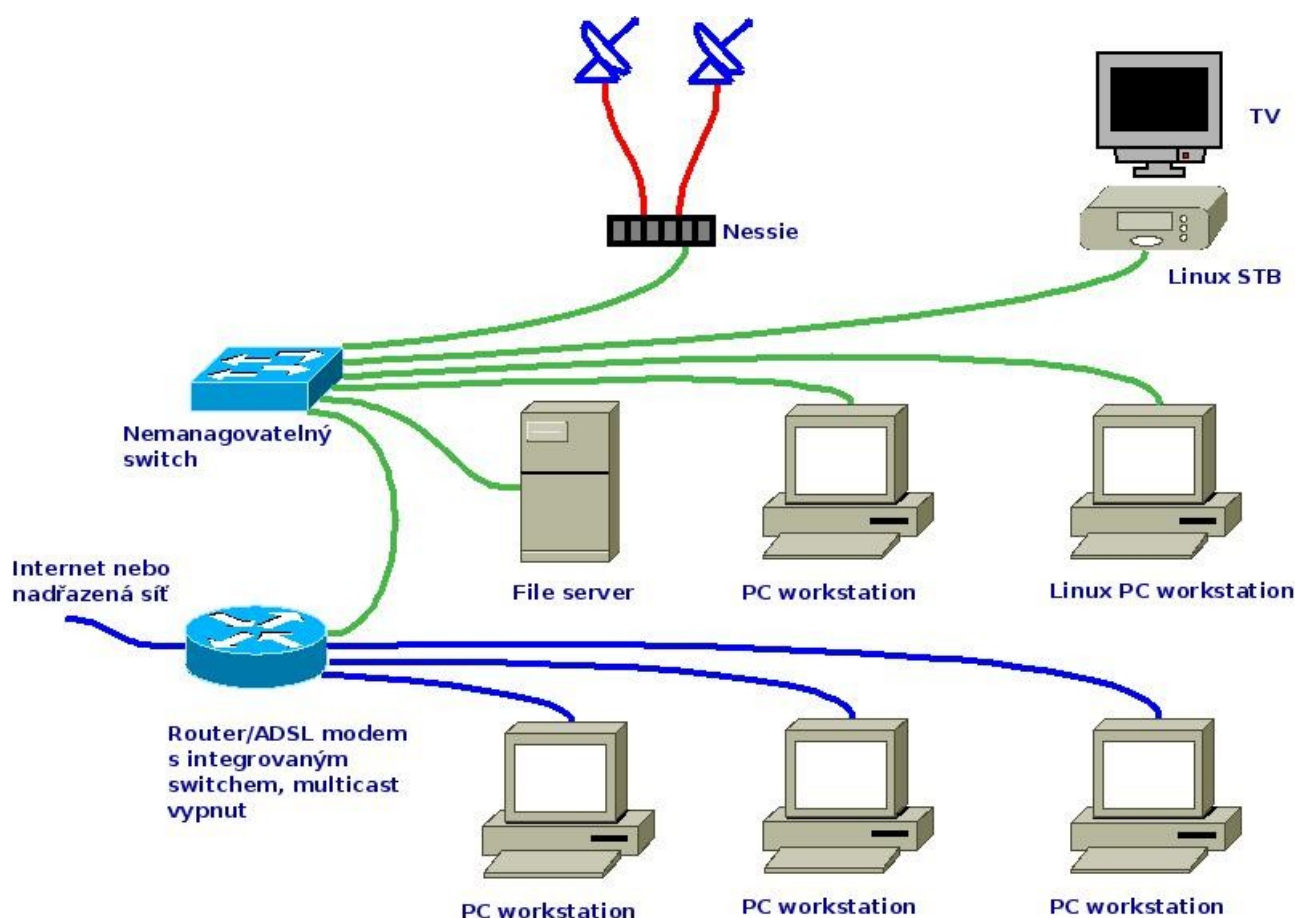 TV
Nessie
Linux STB
Nemanagovatelný
switch
File server
PC workstation
Linux PC workstation
Internet nebo
nadřazená síť
Router/ADSL modem
s integrovaným
switchem, multicast
vypnut
PC workstation
PC workstation
PC workstation